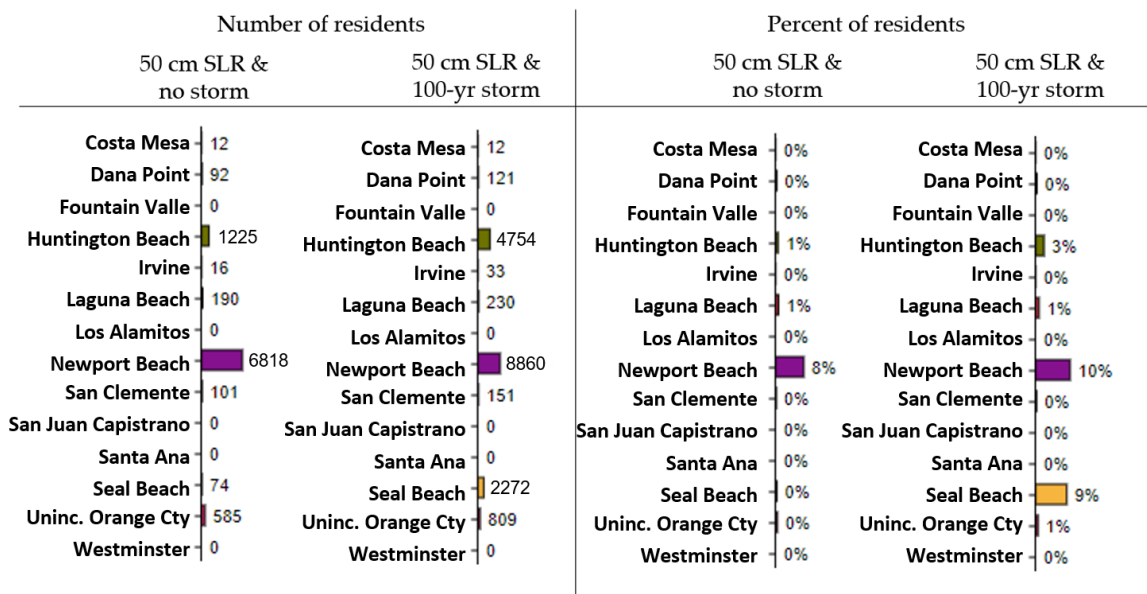 Number of residents
Percent of residents
50 cm SLR &
no storm
50 cm SLR &
100-yr storm
50 cm SLR &
no storm
50 cm SLR &
100-yr storm
Costa Mesa 12
Dana Point 92
Fountain Valle 0
Huntington Beach 1225
Irvine 16
Laguna Beach 190
Los Alamitos 0
Newport Beach 6818
San Clemente 101
San Juan Capistrano 0
Santa Ana 0
Seal Beach 74
Uninc. Orange Cty 585
Westminster 0
Costa Mesa 12
Dana Point 121
Fountain Valle 0
Huntington Beach 4754
Irvine 33
Laguna Beach 230
Los Alamitos 0
Newport Beach 8860
San Clemente 151
San Juan Capistrano 0
Santa Ana 0
Seal Beach 2272
Uninc. Orange Cty 809
Westminster 0
Costa Mesa 0%
Dana Point 0%
Fountain Valle 0%
Huntington Beach 1%
Irvine 0%
Laguna Beach 1%
Los Alamitos 0%
Newport Beach 8%
San Clemente 0%
San Juan Capistrano 0%
Santa Ana 0%
Seal Beach 0%
Uninc. Orange Cty 0%
Westminster 0%
Costa Mesa 0%
Dana Point 0%
Fountain Valle 0%
Huntington Beach 3%
Irvine 0%
Laguna Beach 1%
Los Alamitos 0%
Newport Beach 10%
San Clemente 0%
San Juan Capistrano 0%
Santa Ana 0%
Seal Beach 9%
Uninc. Orange Cty 1%
Westminster 0%